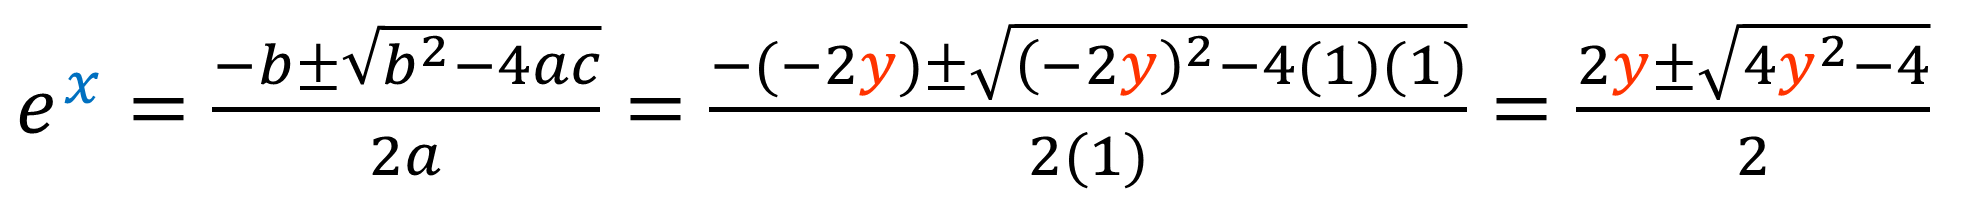 e^x = (-b±√(b²-4ac))/(2a) = (-(-2y)±√((-2y)²-4(1)(1)))/(2(1)) = (2y±√(4y²-4))/2